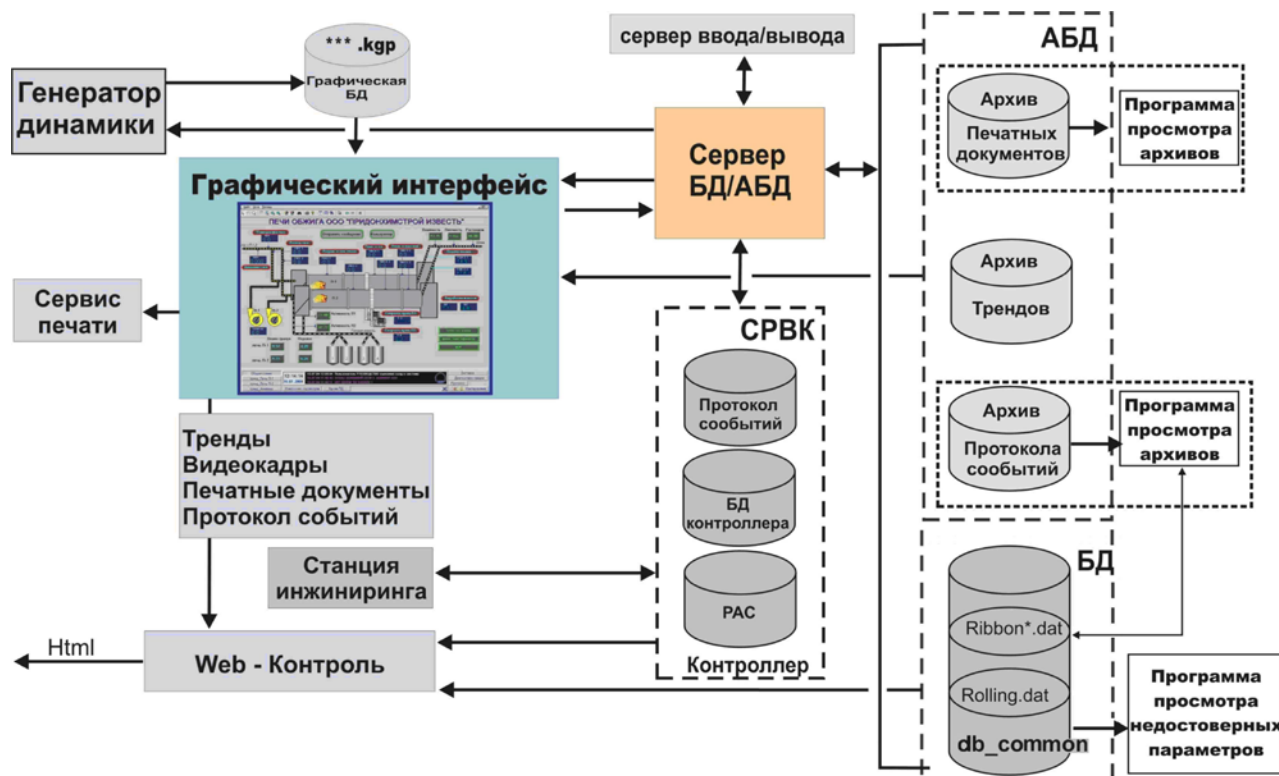 *** .kgp
Графическая
БД
Генератор
динамики
сервер ввода/вывода
Сервер
БД/АБД
АБД
Архив
Печатных
документов
Программа
просмотра
архивов
Графический интерфейс
ПЕЧИ ОБЖИГА ООО "ПРИДОНХИМСТРОЙ ИЗВЕСТЬ"
Архив
Трендов
Сервис
печати
СРВК
Протокол
сообытий
БД
контроллера
РАС
Контроллер
Архив
Протокола
сообытий
Программа
просмотра
архивов
Тренды
Видеокадры
Печатные документы
Протокол событий
Станция
инжиниринга
БД
Ribbon*.dat
Rolling.dat
db_common
Html
Web - Контроль
Программа
просмотра
недостоверных
параметров